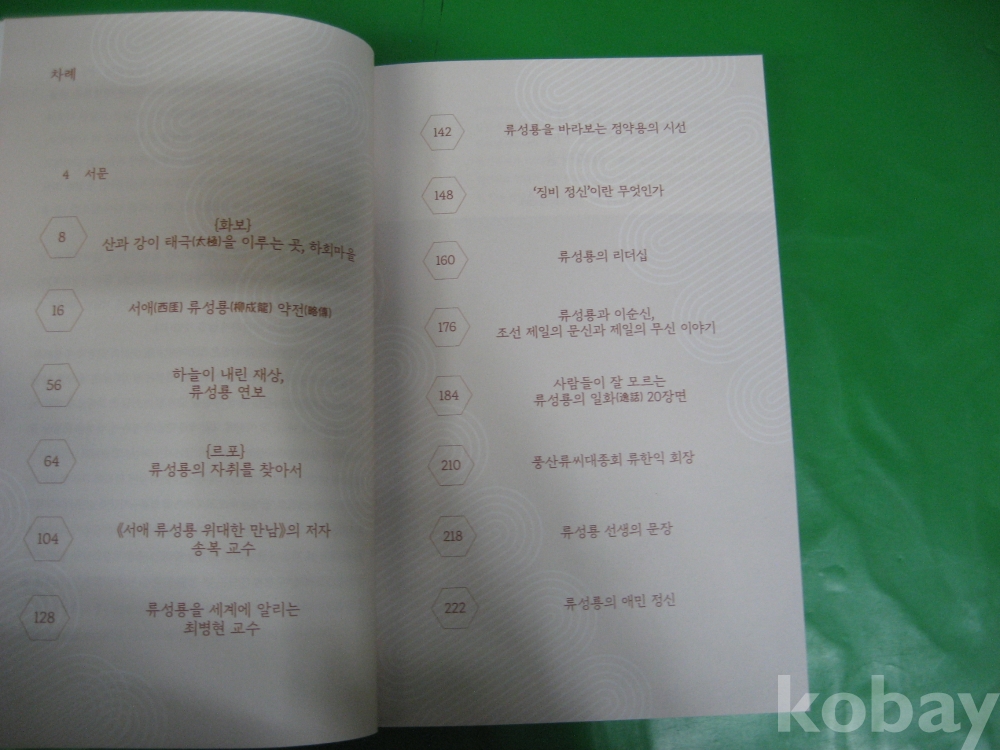 차례
4 서문
8
{화보}
산과 강이 태극(太極)을 이루는 곳, 하회마을
16
서애(西厓) 류성룡(柳成龍) 약전(略傳)
56
하늘이 내린 재상,
류성룡 연보
64
{르포}
류성룡의 자취를 찾아서
104
《서애 류성룡 위대한 만남》의 저자
송복 교수
128
류성룡을 세계에 알리는
최병현 교수
142
류성룡을 바라보는 정약용의 시선
148
‘징비 정신’이란 무엇인가
160
류성룡의 리더십
176
류성룡과 이순신,
조선 제일의 문신과 제일의 무신 이야기
184
사람들이 잘 모르는
류성룡의 일화(逸話) 20장면
210
풍산류씨대종회 류한익 회장
218
류성룡 선생의 문장
222
류성룡의 애민 정신
kobay